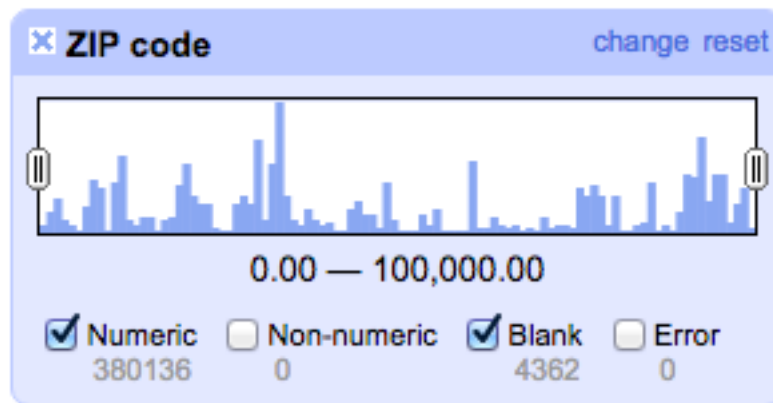 ZIP code change reset
0.00 — 100,000.00
Numeric Non-numeric Blank Error
380136 0 4362 0